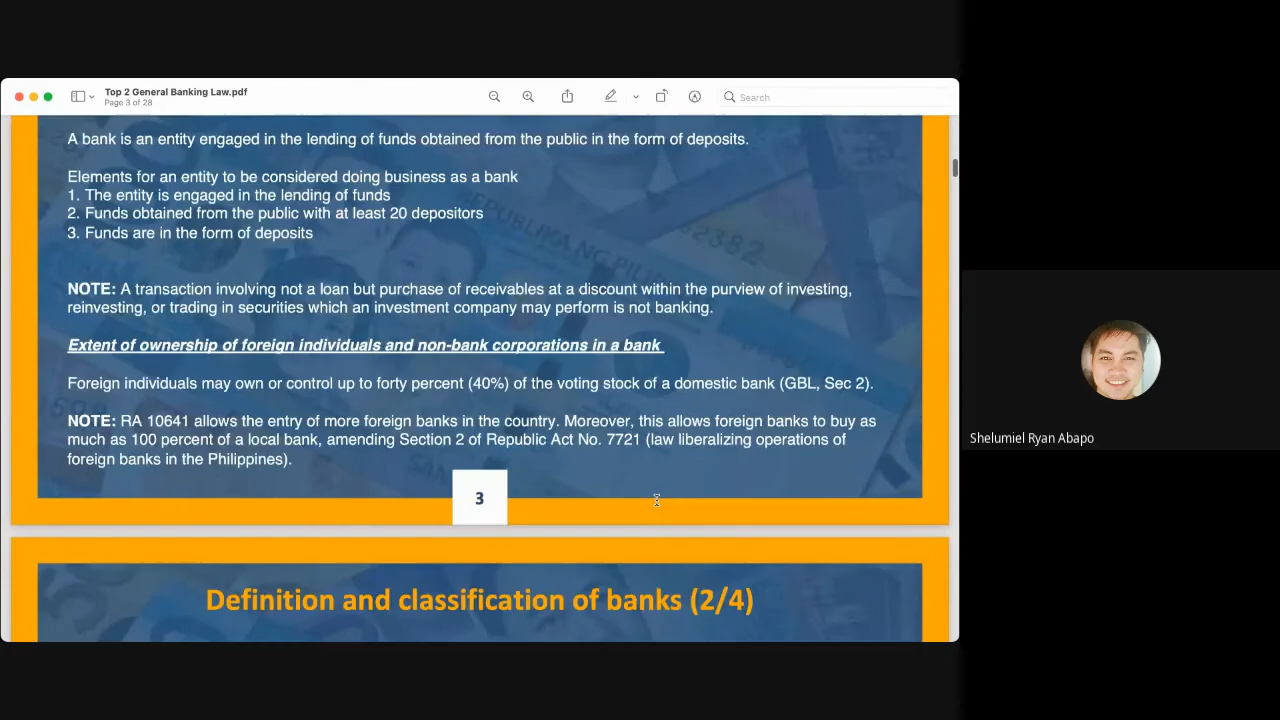 Top 2 General Banking Law.pdf
Page 3 of 28
Search
A bank is an entity engaged in the lending of funds obtained from the public in the form of deposits.
Elements for an entity to be considered doing business as a bank
1. The entity is engaged in the lending of funds
2. Funds obtained from the public with at least 20 depositors
3. Funds are in the form of deposits
NOTE: A transaction involving not a loan but purchase of receivables at a discount within the purview of investing,
reinvesting, or trading in securities which an investment company may perform is not banking.
Extent of ownership of foreign individuals and non-bank corporations in a bank
Foreign individuals may own or control up to forty percent (40%) of the voting stock of a domestic bank (GBL, Sec 2).
NOTE: RA 10641 allows the entry of more foreign banks in the country. Moreover, this allows foreign banks to buy as
much as 100 percent of a local bank, amending Section 2 of Republic Act No. 7721 (law liberalizing operations of
foreign banks in the Philippines).
3
Definition and classification of banks (2/4)
Shelumiel Ryan Abapo